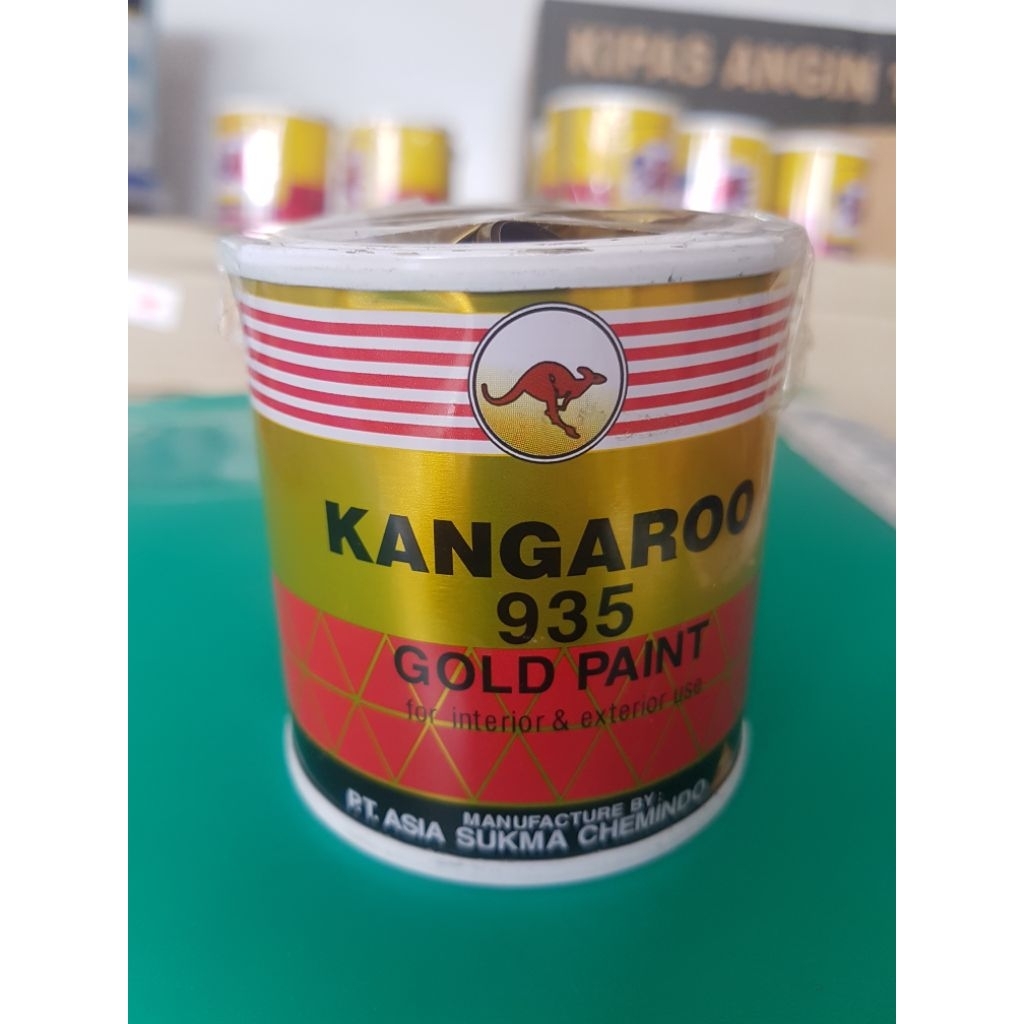 KIPAS ANGIN
KANGAROO
935
GOLD PAINT
for interior & exterior use
MANUFACTURE BY:
PT. ASIA SUKMA CHEMINDO